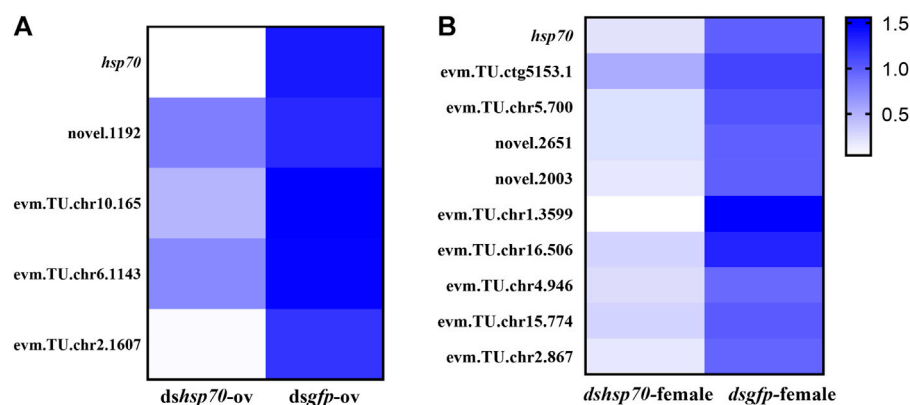 A
hsp70
novel.1192
evm.TU.chr10.165
evm.TU.chr6.1143
evm.TU.chr2.1607
dshsp70-ov dsgfp-ov
B
hsp70
evm.TU.ctg5153.1
evm.TU.chr5.700
novel.2651
novel.2003
evm.TU.chr1.3599
evm.TU.chr16.506
evm.TU.chr4.946
evm.TU.chr15.774
evm.TU.chr2.867
dshsp70-female dsgfp-female
1.5
1.0
0.5